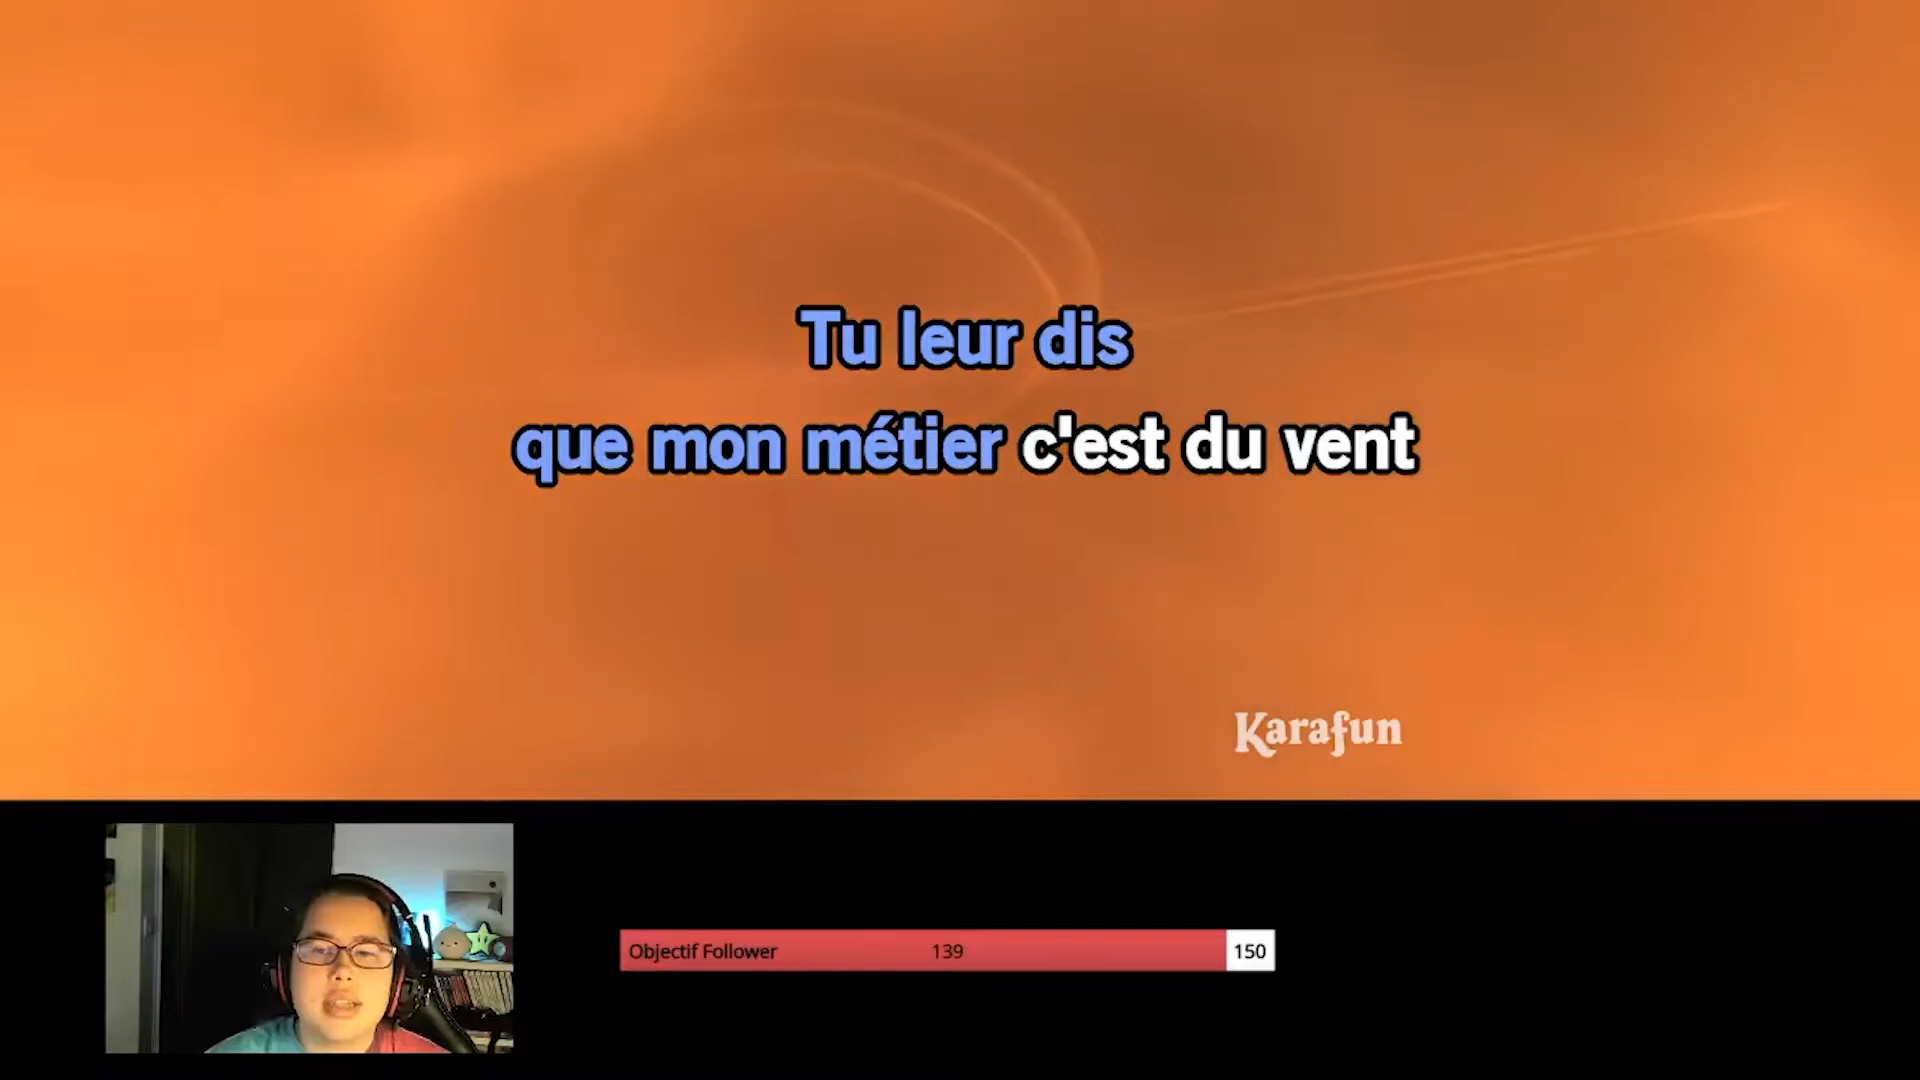 Tu leur dis
que mon métier c'est du vent
Karafun
Objectif Follower 139 150